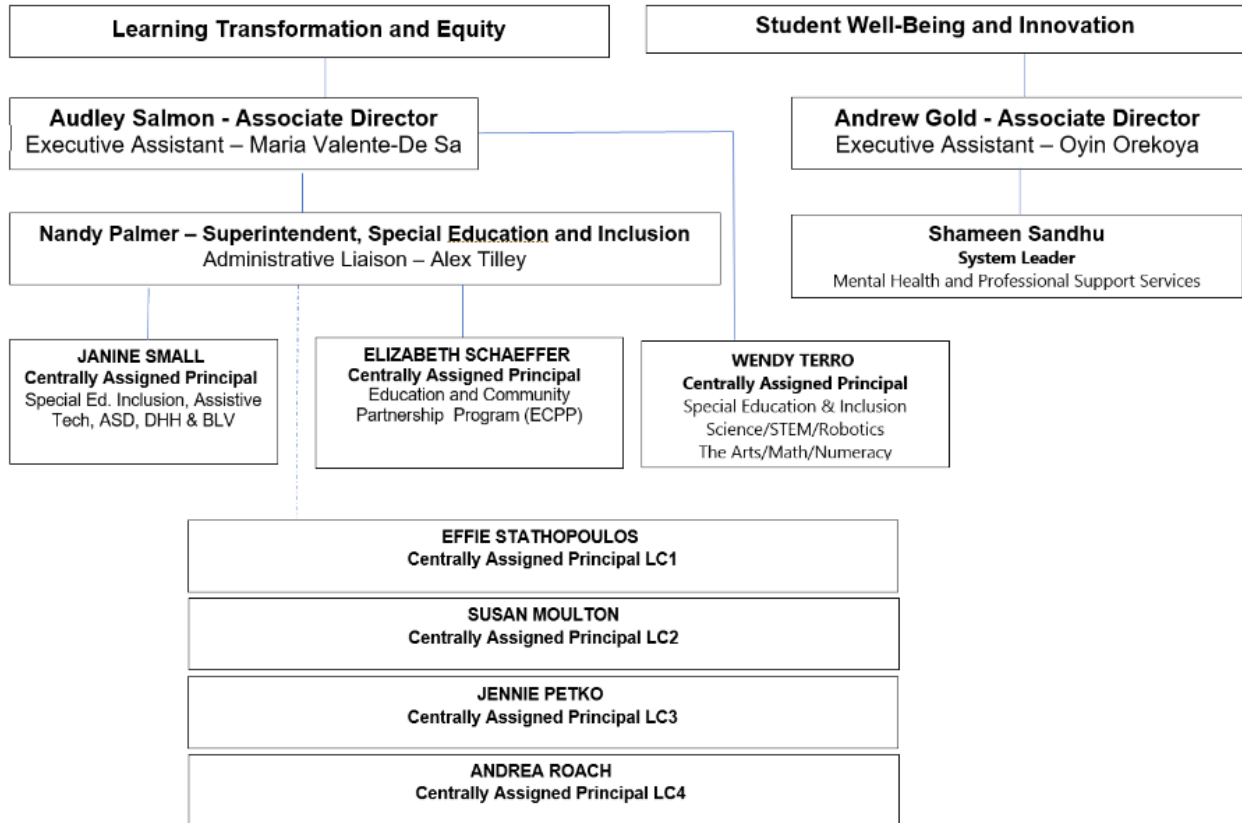 Learning Transformation and Equity
Student Well-Being and Innovation
Audley Salmon - Associate Director
Executive Assistant – Maria Valente-De Sa
Andrew Gold - Associate Director
Executive Assistant – Oyin Orekoya
Nandy Palmer – Superintendent, Special Education and Inclusion
Administrative Liaison – Alex Tilley
Shameen Sandhu
System Leader
Mental Health and Professional Support Services
JANINE SMALL
Centrally Assigned Principal
Special Ed. Inclusion, Assistive
Tech, ASD, DHH & BLV
ELIZABETH SCHAEFFER
Centrally Assigned Principal
Education and Community
Partnership Program (ECPP)
WENDY TERRO
Centrally Assigned Principal
Special Education & Inclusion
Science/STEM/Robotics
The Arts/Math/Numeracy
EFFIE STATHOPOULOS
Centrally Assigned Principal LC1
SUSAN MOULTON
Centrally Assigned Principal LC2
JENNIE PETKO
Centrally Assigned Principal LC3
ANDREA ROACH
Centrally Assigned Principal LC4